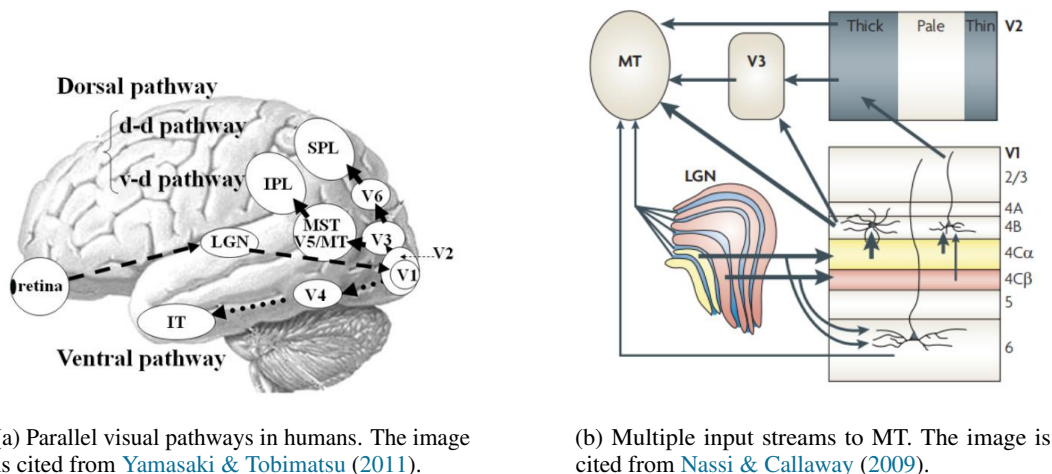 Dorsal pathway
d-d pathway
v-d pathway
SPL
IPL
V6
MST
V5/MT
V3
V2
LGN
V1
retina
V4
IT
Ventral pathway
MT
V3
Thick Pale Thin V2
V1
2/3
4A
4B
4Cα
4Cβ
5
6
LGN
(a) Parallel visual pathways in humans. The image
is cited from Yamasaki & Tobimatsu (2011).
(b) Multiple input streams to MT. The image is
cited from Nassi & Callaway (2009).